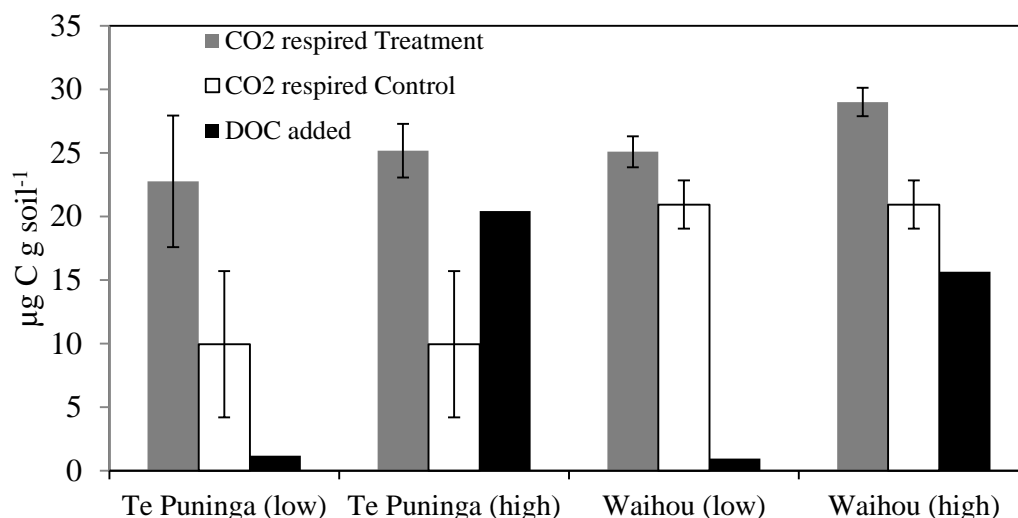 35
30
25
20
15
10
5
0
µg C g soil-1
CO2 respired Treatment
CO2 respired Control
DOC added
Te Puninga (low) Te Puninga (high) Waihou (low) Waihou (high)